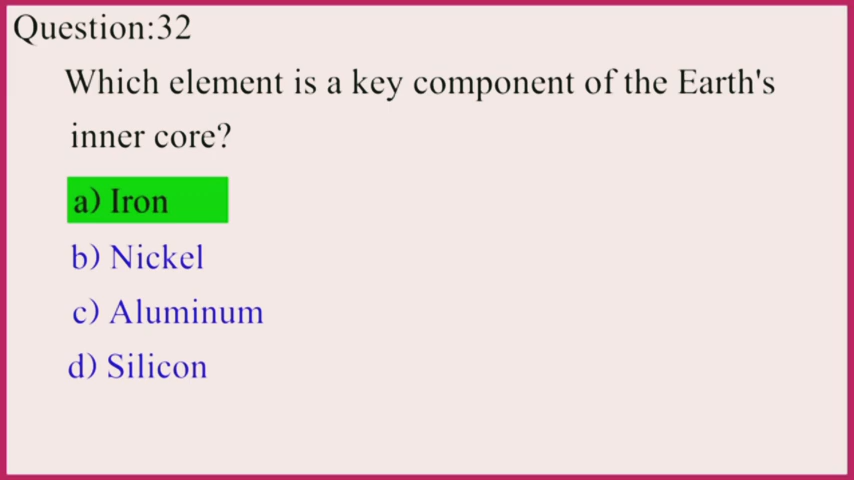 Question:32
Which element is a key component of the Earth's
inner core?
a) Iron
b) Nickel
c) Aluminum
d) Silicon